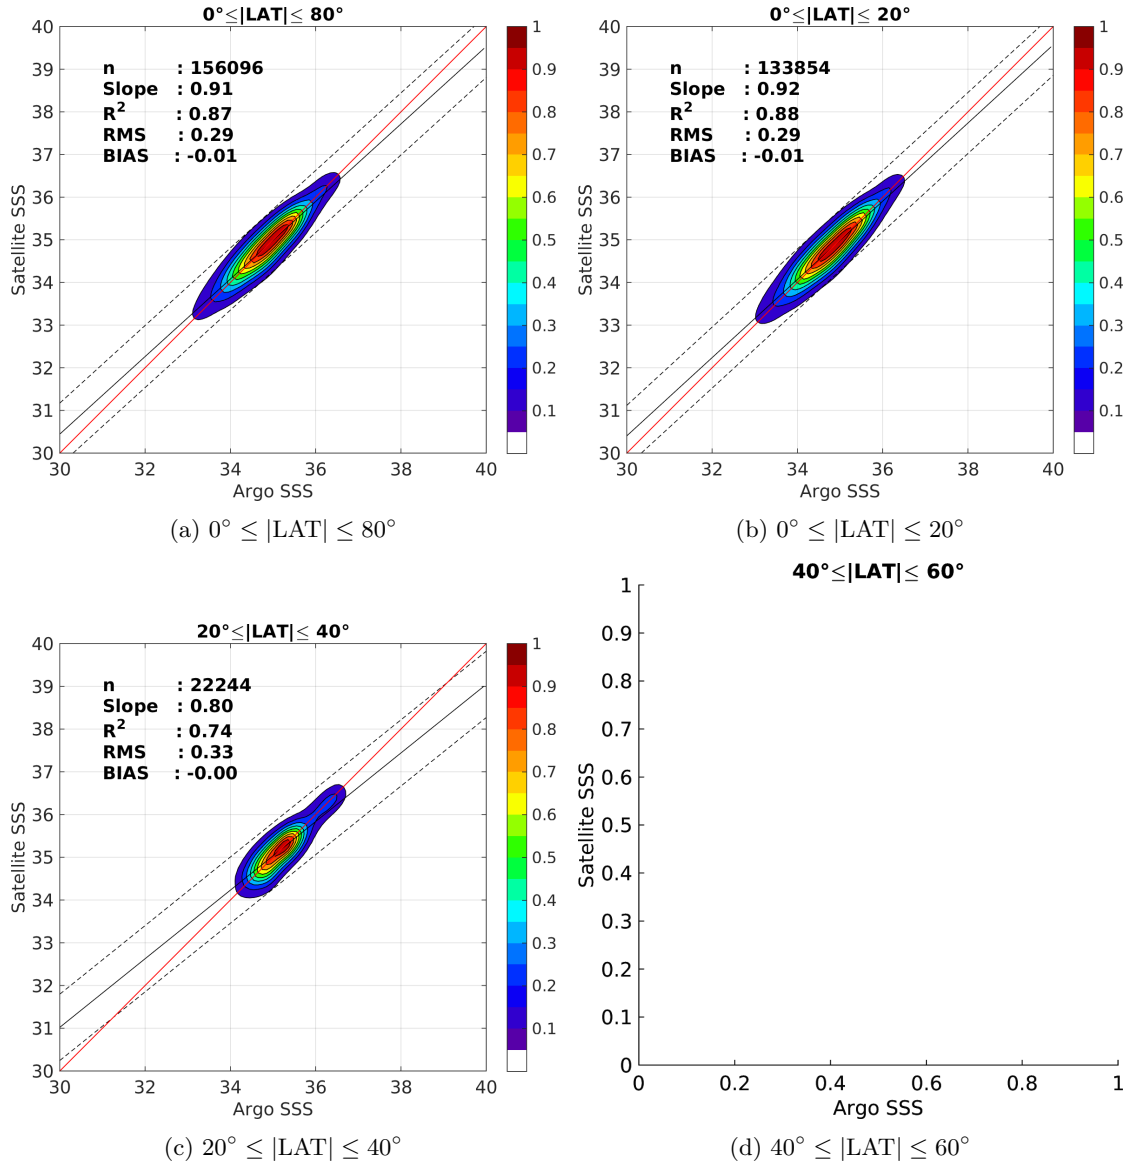 0°≤|LAT|≤ 80°
n : 156096
Slope : 0.91
R2 : 0.87
RMS : 0.29
BIAS : -0.01
40
39
38
37
36
35
34
33
32
31
30
30 32 34 36 38 40
Satellite SSS
Argo SSS
1
0.9
0.8
0.7
0.6
0.5
0.4
0.3
0.2
0.1
(a) 0° ≤ |LAT| ≤ 80°
0°≤|LAT|≤ 20°
n : 133854
Slope : 0.92
R2 : 0.88
RMS : 0.29
BIAS : -0.01
40
39
38
37
36
35
34
33
32
31
30
30 32 34 36 38 40
Satellite SSS
Argo SSS
1
0.9
0.8
0.7
0.6
0.5
0.4
0.3
0.2
0.1
(b) 0° ≤ |LAT| ≤ 20°
20°≤|LAT|≤ 40°
n : 22244
Slope : 0.80
R2 : 0.74
RMS : 0.33
BIAS : -0.00
40
39
38
37
36
35
34
33
32
31
30
30 32 34 36 38 40
Satellite SSS
Argo SSS
1
0.9
0.8
0.7
0.6
0.5
0.4
0.3
0.2
0.1
(c) 20° ≤ |LAT| ≤ 40°
40°≤|LAT|≤ 60°
1
0.9
0.8
0.7
0.6
0.5
0.4
0.3
0.2
0.1
0
0 0.2 0.4 0.6 0.8 1
Satellite SSS
Argo SSS
(d) 40° ≤ |LAT| ≤ 60°